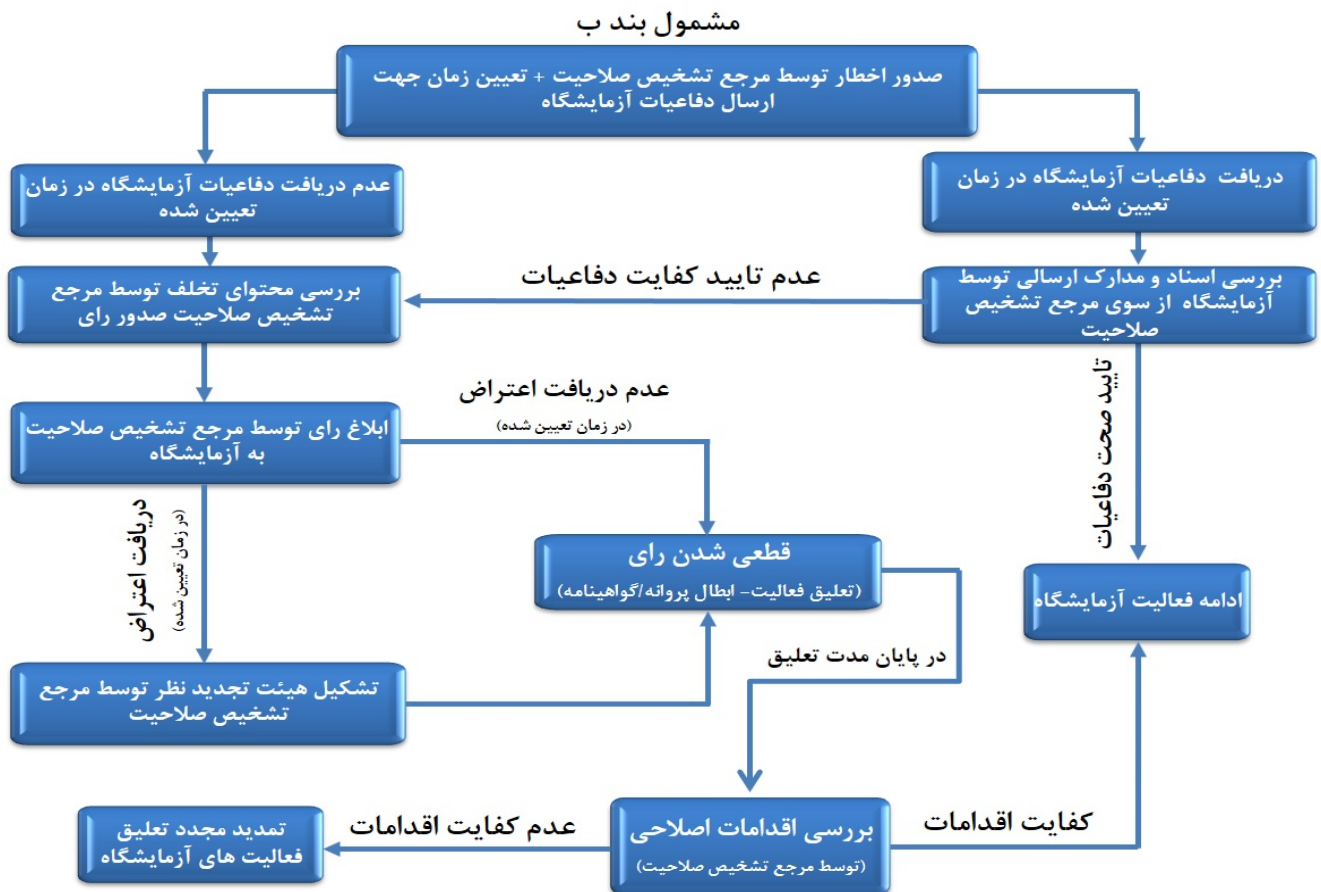 مشمول بند ب
صدور اخطار توسط مرجع تشخیص صلاحیت + تعیین زمان جهت
ارسال دفاعیات آزمایشگاه
دریافت دفاعیات آزمایشگاه در زمان
تعیین شده
عدم دریافت دفاعیات آزمایشگاه در زمان
تعیین شده
بررسی اسناد و مدارک ارسالی توسط
آزمایشگاه از سوی مرجع تشخیص
صلاحیت
عدم تایید کفایت دفاعیات
بررسی محتوای تخلف توسط مرجع
تشخیص صلاحیت صدور رای
تایید صحت دفاعیات
عدم دریافت اعتراض
(در زمان تعیین شده)
ابلاغ رای توسط مرجع تشخیص صلاحیت
به آزمایشگاه
دریافت اعتراض
(در زمان تعیین شده)
قطعی شدن رای
(تعلیق فعالیت- ابطال پروانه/گواهینامه)
ادامه فعالیت آزمایشگاه
در پایان مدت تعلیق
تشکیل هیئت تجدید نظر توسط مرجع
تشخیص صلاحیت
کفایت اقدامات
بررسی اقدامات اصلاحی
(توسط مرجع تشخیص صلاحیت)
عدم کفایت اقدامات
تمدید مجدد تعلیق
فعالیت های آزمایشگاه